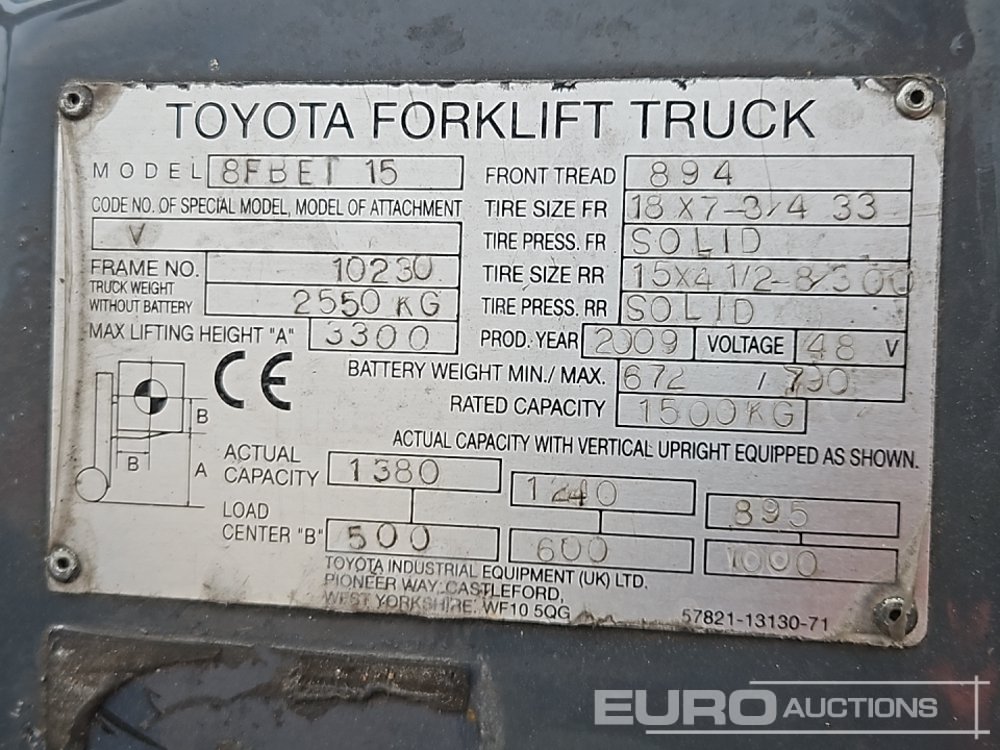 TOYOTA FORKLIFT TRUCK
MODEL 8FBET 15
CODE NO. OF SPECIAL MODEL, MODEL OF ATTACHMENT
V
FRAME NO. 10230
TRUCK WEIGHT WITHOUT BATTERY 2550 KG
MAX LIFTING HEIGHT "A" 3300
FRONT TREAD 894
TIRE SIZE FR 18 X 7-3/4 33
TIRE PRESS. FR SOLID
TIRE SIZE RR 15X4 1/2-8/300
TIRE PRESS. RR SOLID
PROD. YEAR 2009 VOLTAGE 48 V
BATTERY WEIGHT MIN./ MAX. 672 / 790
RATED CAPACITY 1500KG
CE
B
B
A
ACTUAL CAPACITY WITH VERTICAL UPRIGHT EQUIPPED AS SHOWN.
ACTUAL CAPACITY 1380 1240 895
LOAD CENTER "B" 500 600 1000
TOYOTA INDUSTRIAL EQUIPMENT (UK) LTD.
PIONEER WAY, CASTLEFORD,
WEST YORKSHIRE. WF10 5QG
57821-13130-71
EURO AUCTIONS